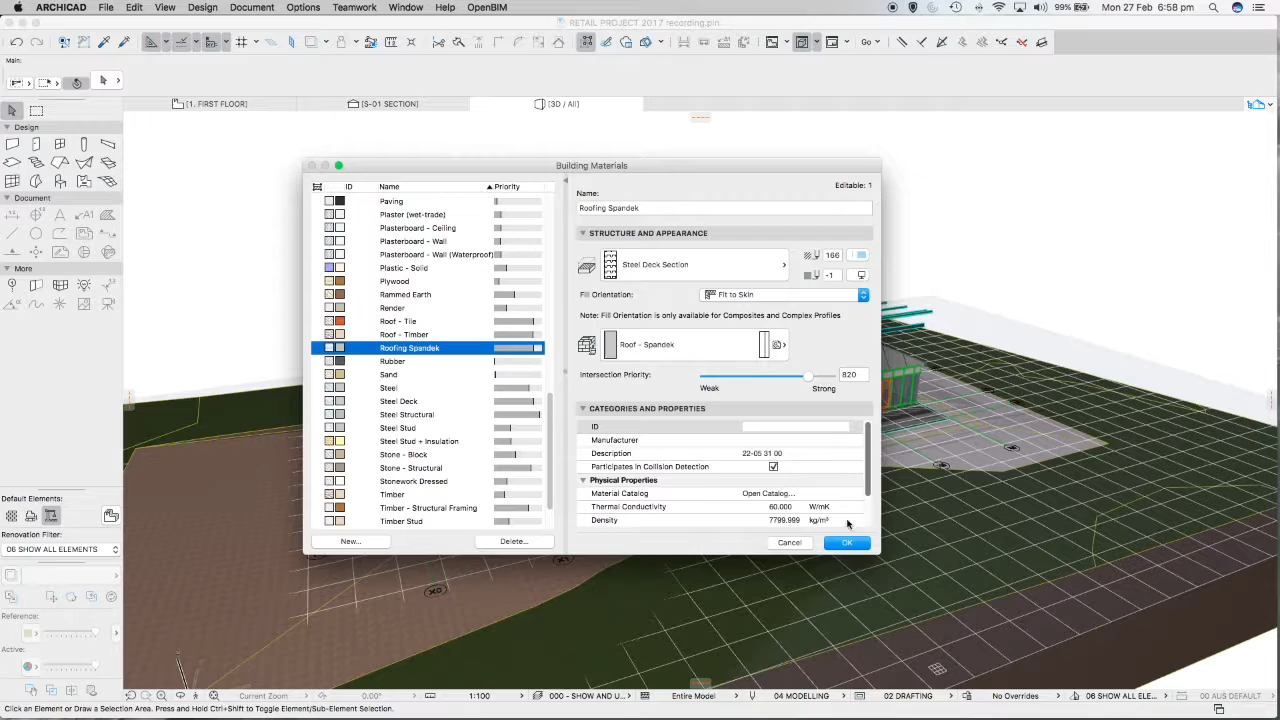 ARCHICAD File Edit View Design Document Options Teamwork Window Help OpenBIM 99% Mon 27 Feb 6:58 pm
RETAIL PROJECT 2017 recording.pln
Go
Main:
[1. FIRST FLOOR] [S-01 SECTION] [3D / All]
Design
Document
More
Default Elements:
Renovation Filter:
06 SHOW ALL ELEMENTS
Reference:
Active:
Building Materials
ID Name Priority
Paving
Plaster (wet-trade)
Plasterboard - Ceiling
Plasterboard - Wall
Plasterboard - Wall (Waterproof)
Plastic - Solid
Plywood
Rammed Earth
Render
Roof - Tile
Roof - Timber
Roofing Spandek
Rubber
Sand
Steel
Steel Deck
Steel Structural
Steel Stud
Steel Stud + Insulation
Stone - Block
Stone - Structural
Stonework Dressed
Timber
Timber - Structural Framing
Timber Stud
New... Delete...
Editable: 1
Name:
Roofing Spandek
STRUCTURE AND APPEARANCE
Steel Deck Section 166
-1
Fill Orientation: Fit to Skin
Note: Fill Orientation is only available for Composites and Complex Profiles
Roof - Spandek
Intersection Priority: 820
Weak Strong
CATEGORIES AND PROPERTIES
ID
Manufacturer
Description 22-05 31 00
Participates in Collision Detection
Physical Properties
Material Catalog Open Catalog...
Thermal Conductivity 60.000 W/mK
Density 7799.999 kg/m³
Cancel OK
Current Zoom 0.00° 1:100 000 - SHOW AND U... Entire Model 04 MODELLING 02 DRAFTING No Overrides 06 SHOW ALL ELE... 00 AUS DEFAULT
Click an Element or Draw a Selection Area. Press and Hold Ctrl+Shift to Toggle Element/Sub-Element Selection.